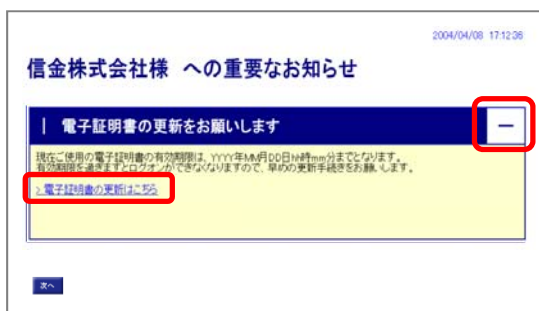 2004/04/08 17:12:36
信金株式会社様 への重要なお知らせ
| 電子証明書の更新をお願いします
現在ご使用の電子証明書の有効期限は、YYYY年MM月DD日hh時mm分までとなります。
有効期限を過ぎますとログオンができなくなりますので、早めの更新手続きをお願いします。
> 電子証明書の更新はこちら
次へ